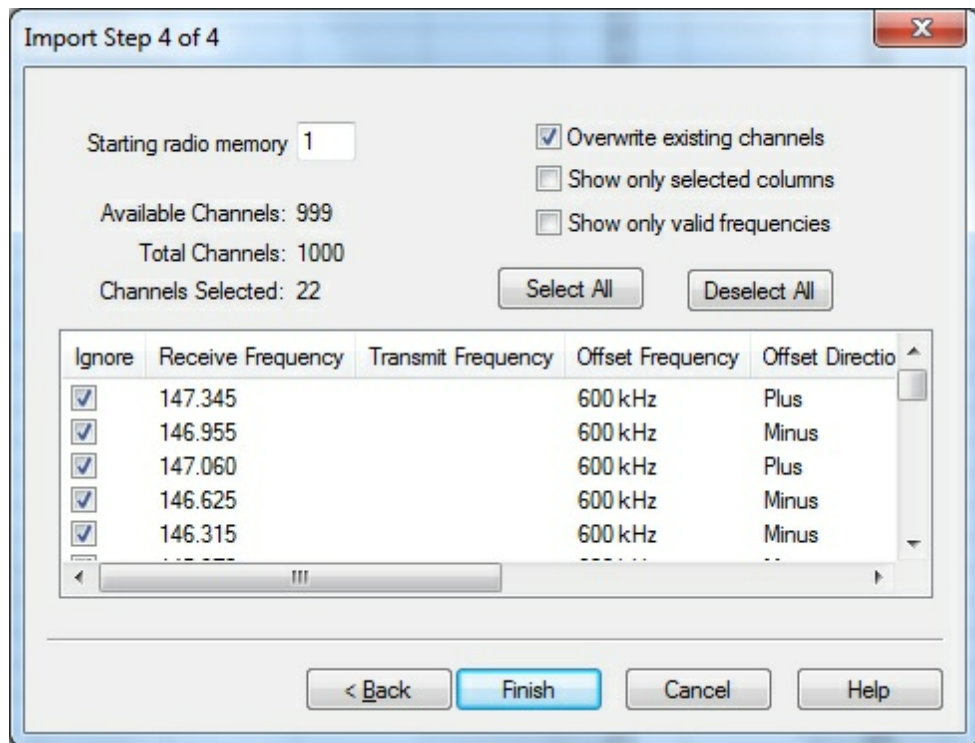 Import Step 4 of 4
Starting radio memory 1
Overwrite existing channels
Show only selected columns
Show only valid frequencies
Available Channels: 999
Total Channels: 1000
Channels Selected: 22
Select All Deselect All
Ignore Receive Frequency Transmit Frequency Offset Frequency Offset Directio
147.345 600 kHz Plus
146.955 600 kHz Minus
147.060 600 kHz Plus
146.625 600 kHz Minus
146.315 600 kHz Minus
< Back Finish Cancel Help